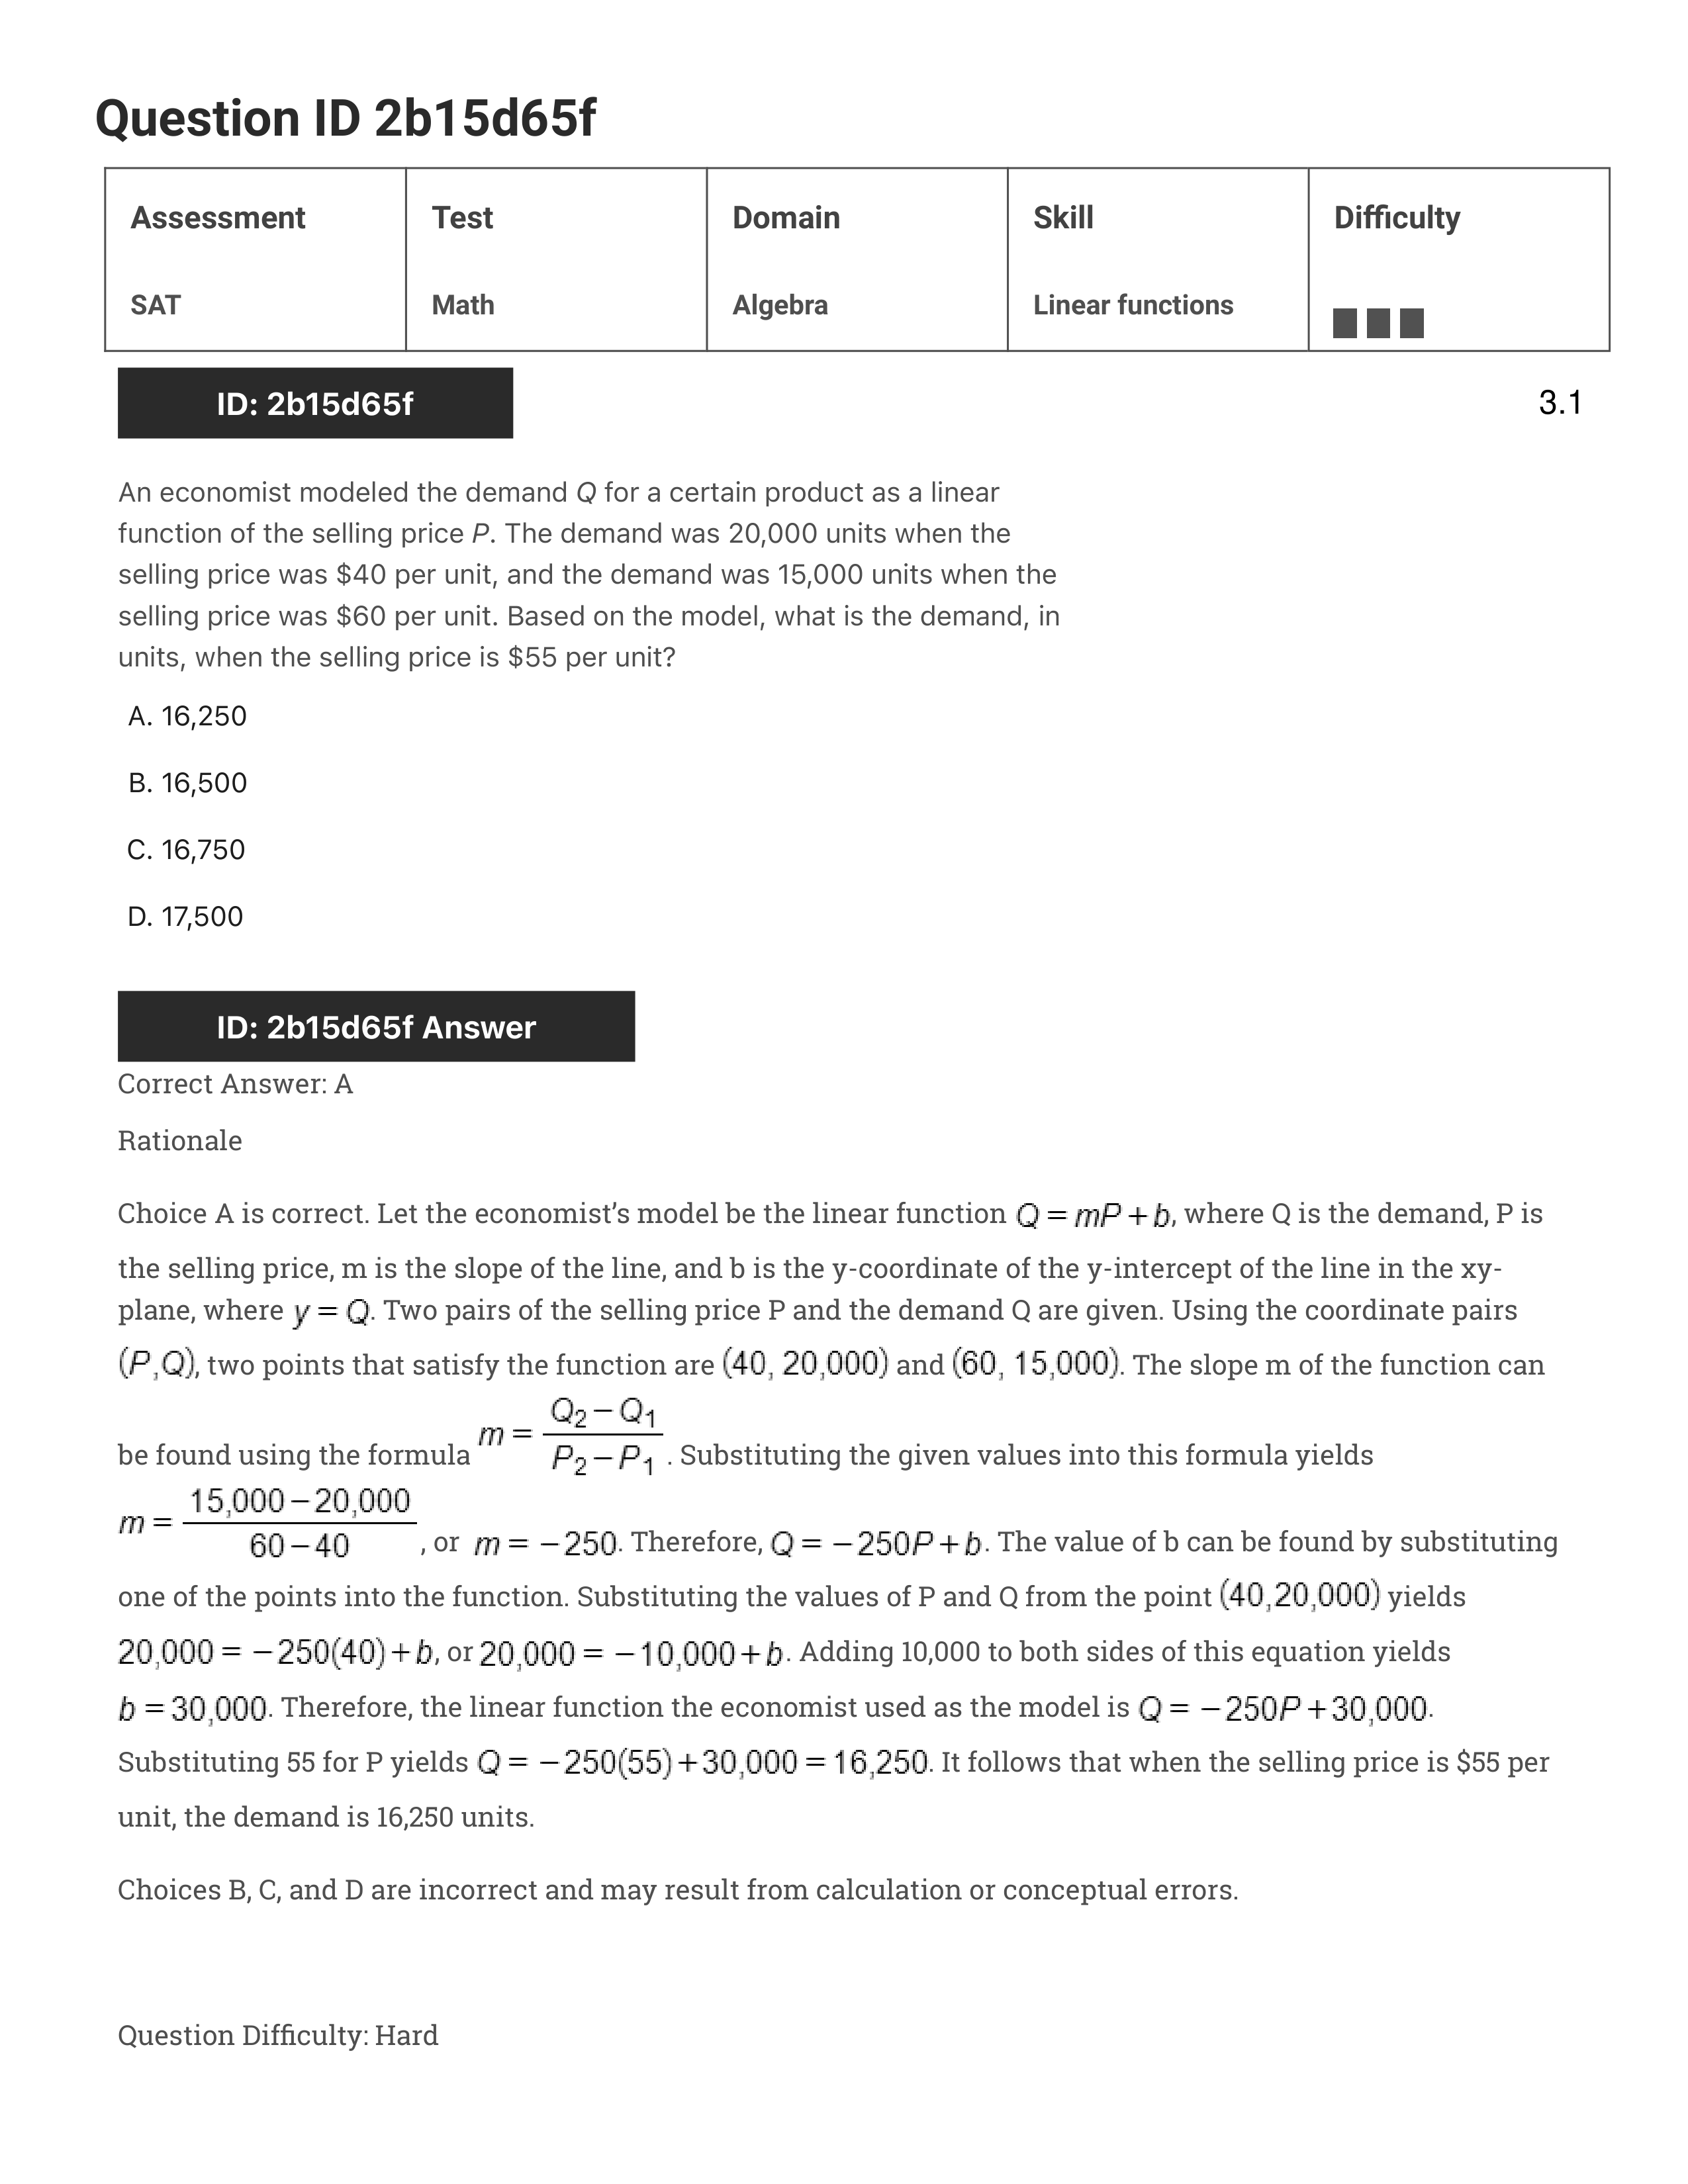 Question ID 2b15d65f
Assessment Test Domain Skill Difficulty
SAT Math Algebra Linear functions
ID: 2b15d65f
3.1
An economist modeled the demand Q for a certain product as a linear
function of the selling price P. The demand was 20,000 units when the
selling price was $40 per unit, and the demand was 15,000 units when the
selling price was $60 per unit. Based on the model, what is the demand, in
units, when the selling price is $55 per unit?
A. 16,250
B. 16,500
C. 16,750
D. 17,500
ID: 2b15d65f Answer
Correct Answer: A
Rationale
Choice A is correct. Let the economist’s model be the linear function Q = mP + b, where Q is the demand, P is
the selling price, m is the slope of the line, and b is the y-coordinate of the y-intercept of the line in the xy-
plane, where y = Q. Two pairs of the selling price P and the demand Q are given. Using the coordinate pairs
(P,Q), two points that satisfy the function are (40, 20,000) and (60, 15,000). The slope m of the function can
be found using the formula m = (Q₂ − Q₁)/(P₂ − P₁). Substituting the given values into this formula yields
m = (15,000 − 20,000)/(60 − 40), or m = −250. Therefore, Q = −250P + b. The value of b can be found by substituting
one of the points into the function. Substituting the values of P and Q from the point (40,20,000) yields
20,000 = −250(40) + b, or 20,000 = −10,000 + b. Adding 10,000 to both sides of this equation yields
b = 30,000. Therefore, the linear function the economist used as the model is Q = −250P + 30,000.
Substituting 55 for P yields Q = −250(55) + 30,000 = 16,250. It follows that when the selling price is $55 per
unit, the demand is 16,250 units.
Choices B, C, and D are incorrect and may result from calculation or conceptual errors.
Question Difficulty: Hard